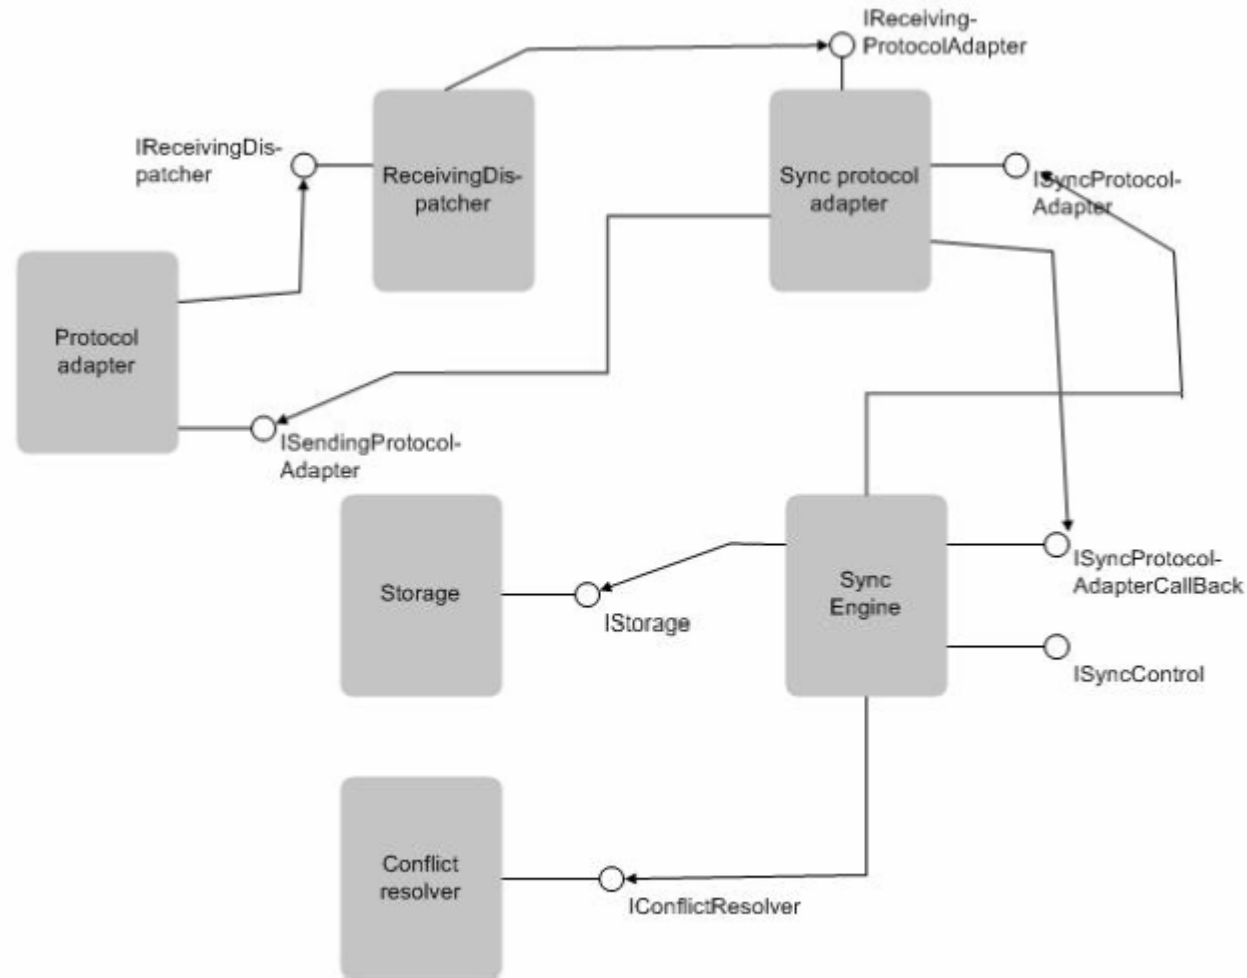 IReceiving-
ProtocolAdapter
IReceivingDis-
patcher
ReceivingDis-
patcher
Sync protocol
adapter
ISyncProtocol-
Adapter
Protocol
adapter
ISendingProtocol-
Adapter
Storage
IStorage
Sync
Engine
ISyncProtocol-
AdapterCallBack
ISyncControl
Conflict
resolver
IConflictResolver